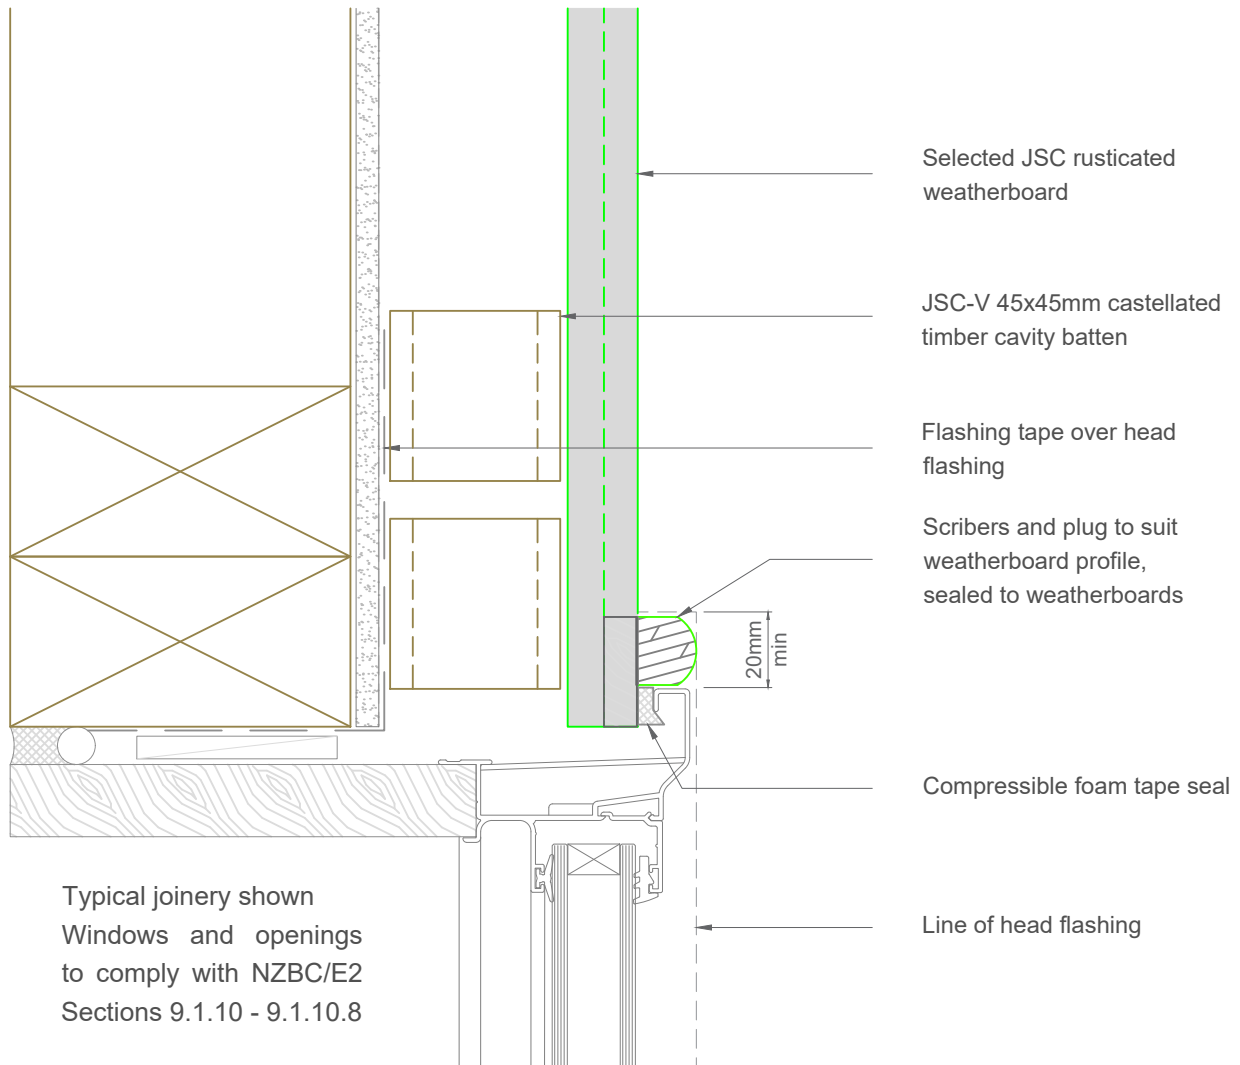 Selected JSC rusticated
weatherboard
JSC-V 45x45mm castellated
timber cavity batten
Flashing tape over head
flashing
Scribers and plug to suit
weatherboard profile,
sealed to weatherboards
20mm
min
Compressible foam tape seal
Line of head flashing
Typical joinery shown
Windows and openings
to comply with NZBC/E2
Sections 9.1.10 - 9.1.10.8